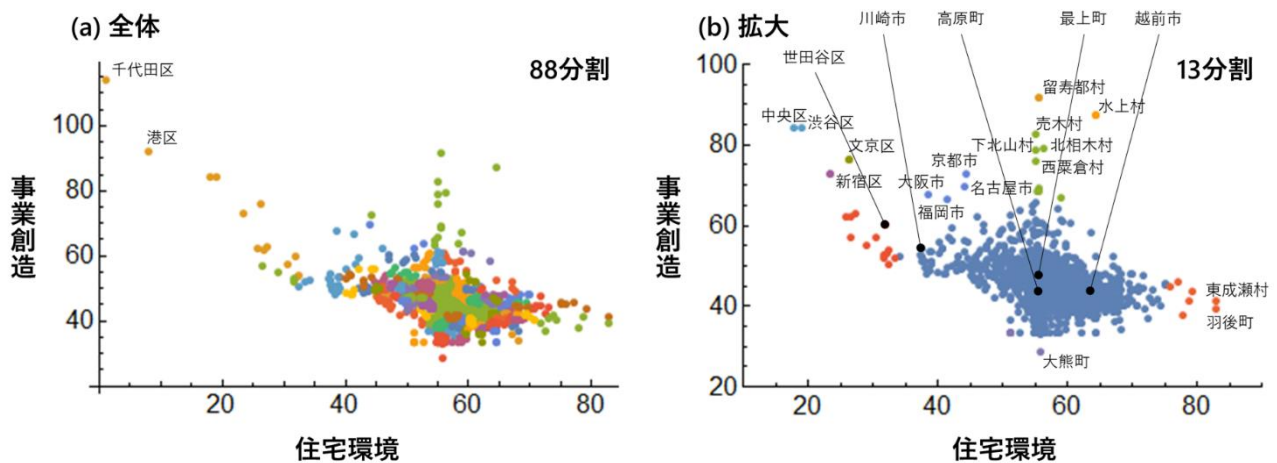 (a) 全体
88分割
千代田区
港区
100
80
60
40
20
40
60
80
事業創造
住宅環境
(b) 拡大
13分割
川崎市
高原町
最上町
越前市
世田谷区
留寿都村
水上村
中央区
渋谷区
売木村
文京区
下北山村
北相木村
京都市
西粟倉村
新宿区
大阪市
名古屋市
福岡市
東成瀬村
羽後町
大熊町
100
80
60
40
20
20
40
60
80
事業創造
住宅環境